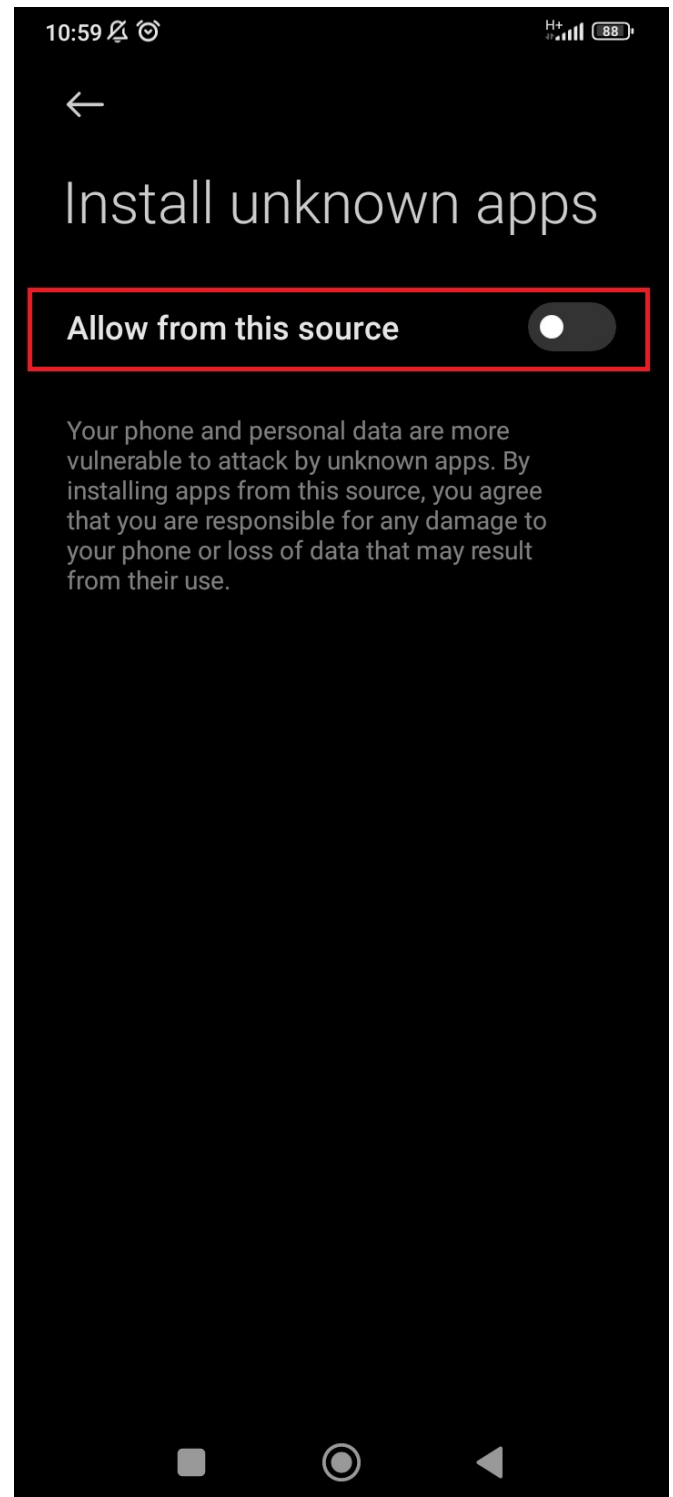 10:59
H+
88
Install unknown apps
Allow from this source
Your phone and personal data are more
vulnerable to attack by unknown apps. By
installing apps from this source, you agree
that you are responsible for any damage to
your phone or loss of data that may result
from their use.